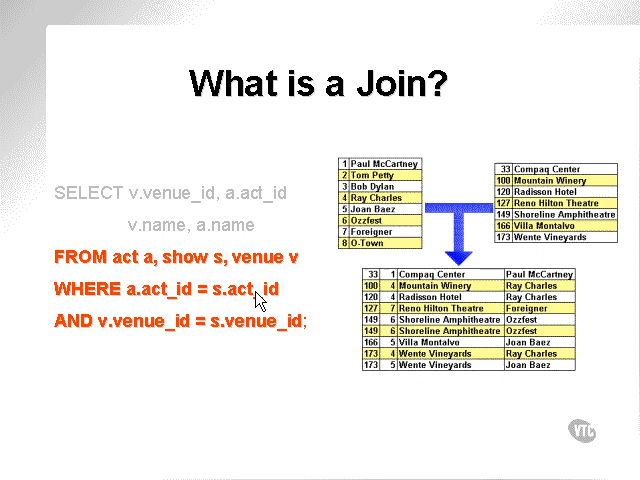 What is a Join?
SELECT v.venue_id, a.act_id
v.name, a.name
FROM act a, show s, venue v
WHERE a.act_id = s.act_id
AND v.venue_id = s.venue_id;
1 Paul McCartney
2 Tom Petty
3 Bob Dylan
4 Ray Charles
5 Joan Baez
6 Ozzfest
7 Foreigner
8 O-Town
33 Compaq Center
100 Mountain Winery
120 Radisson Hotel
127 Reno Hilton Theatre
149 Shoreline Amphitheatre
166 Villa Montalvo
173 Wente Vineyards
33 1 Compaq Center Paul McCartney
100 4 Mountain Winery Ray Charles
120 4 Radisson Hotel Ray Charles
127 7 Reno Hilton Theatre Foreigner
149 6 Shoreline Amphitheatre Ozzfest
149 6 Shoreline Amphitheatre Ozzfest
166 5 Villa Montalvo Joan Baez
173 4 Wente Vineyards Ray Charles
173 5 Wente Vineyards Joan Baez
VTC